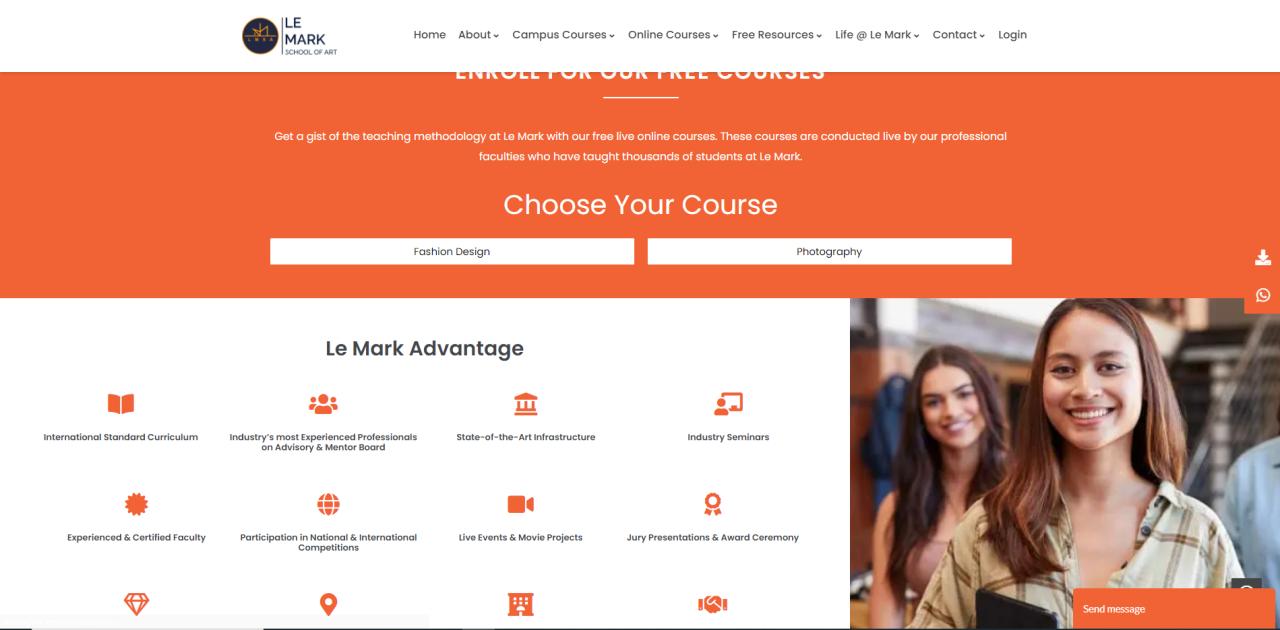 LE
MARK
SCHOOL OF ART
Home About Campus Courses Online Courses Free Resources Life @ Le Mark Contact Login
ENROLL FOR OUR FREE COURSES
Get a gist of the teaching methodology at Le Mark with our free live online courses. These courses are conducted live by our professional
faculties who have taught thousands of students at Le Mark.
Choose Your Course
Fashion Design Photography
Le Mark Advantage
International Standard Curriculum
Industry's most Experienced Professionals
on Advisory & Mentor Board
State-of-the-Art Infrastructure
Industry Seminars
Experienced & Certified Faculty
Participation in National & International
Competitions
Live Events & Movie Projects
Jury Presentations & Award Ceremony
Send message